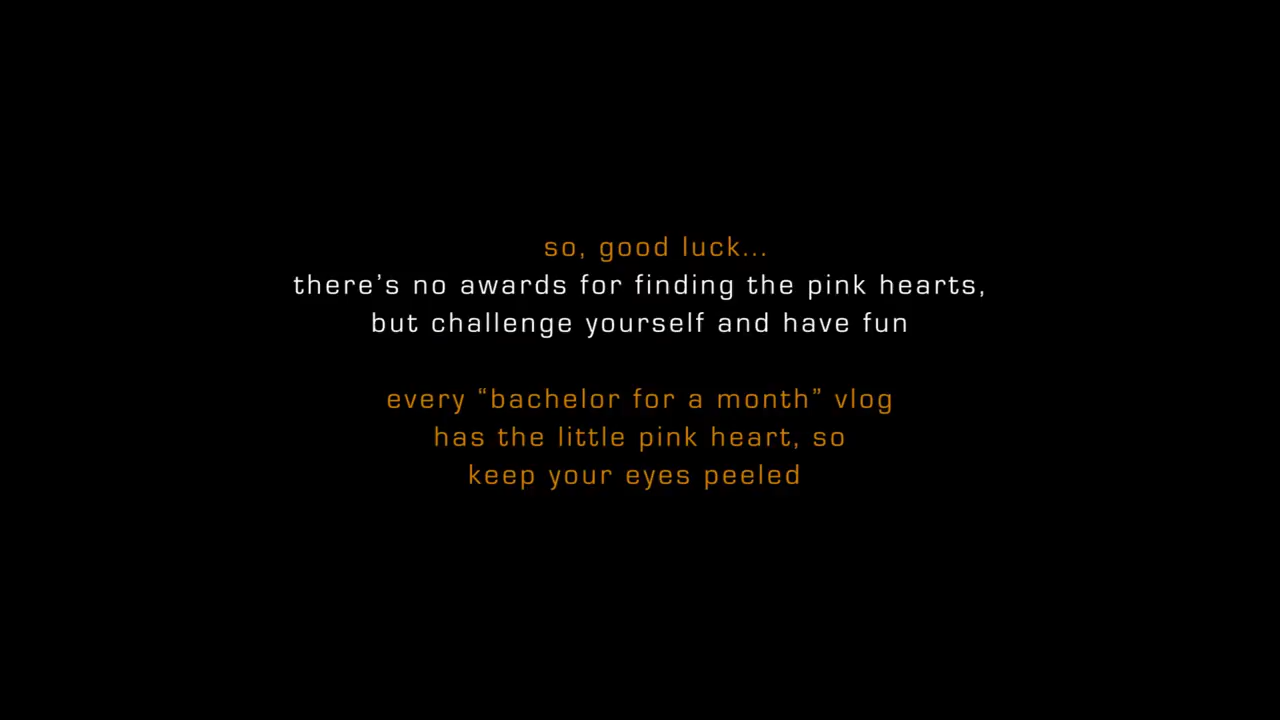 so, good luck...
there’s no awards for finding the pink hearts,
but challenge yourself and have fun
every “bachelor for a month” vlog
has the little pink heart, so
keep your eyes peeled